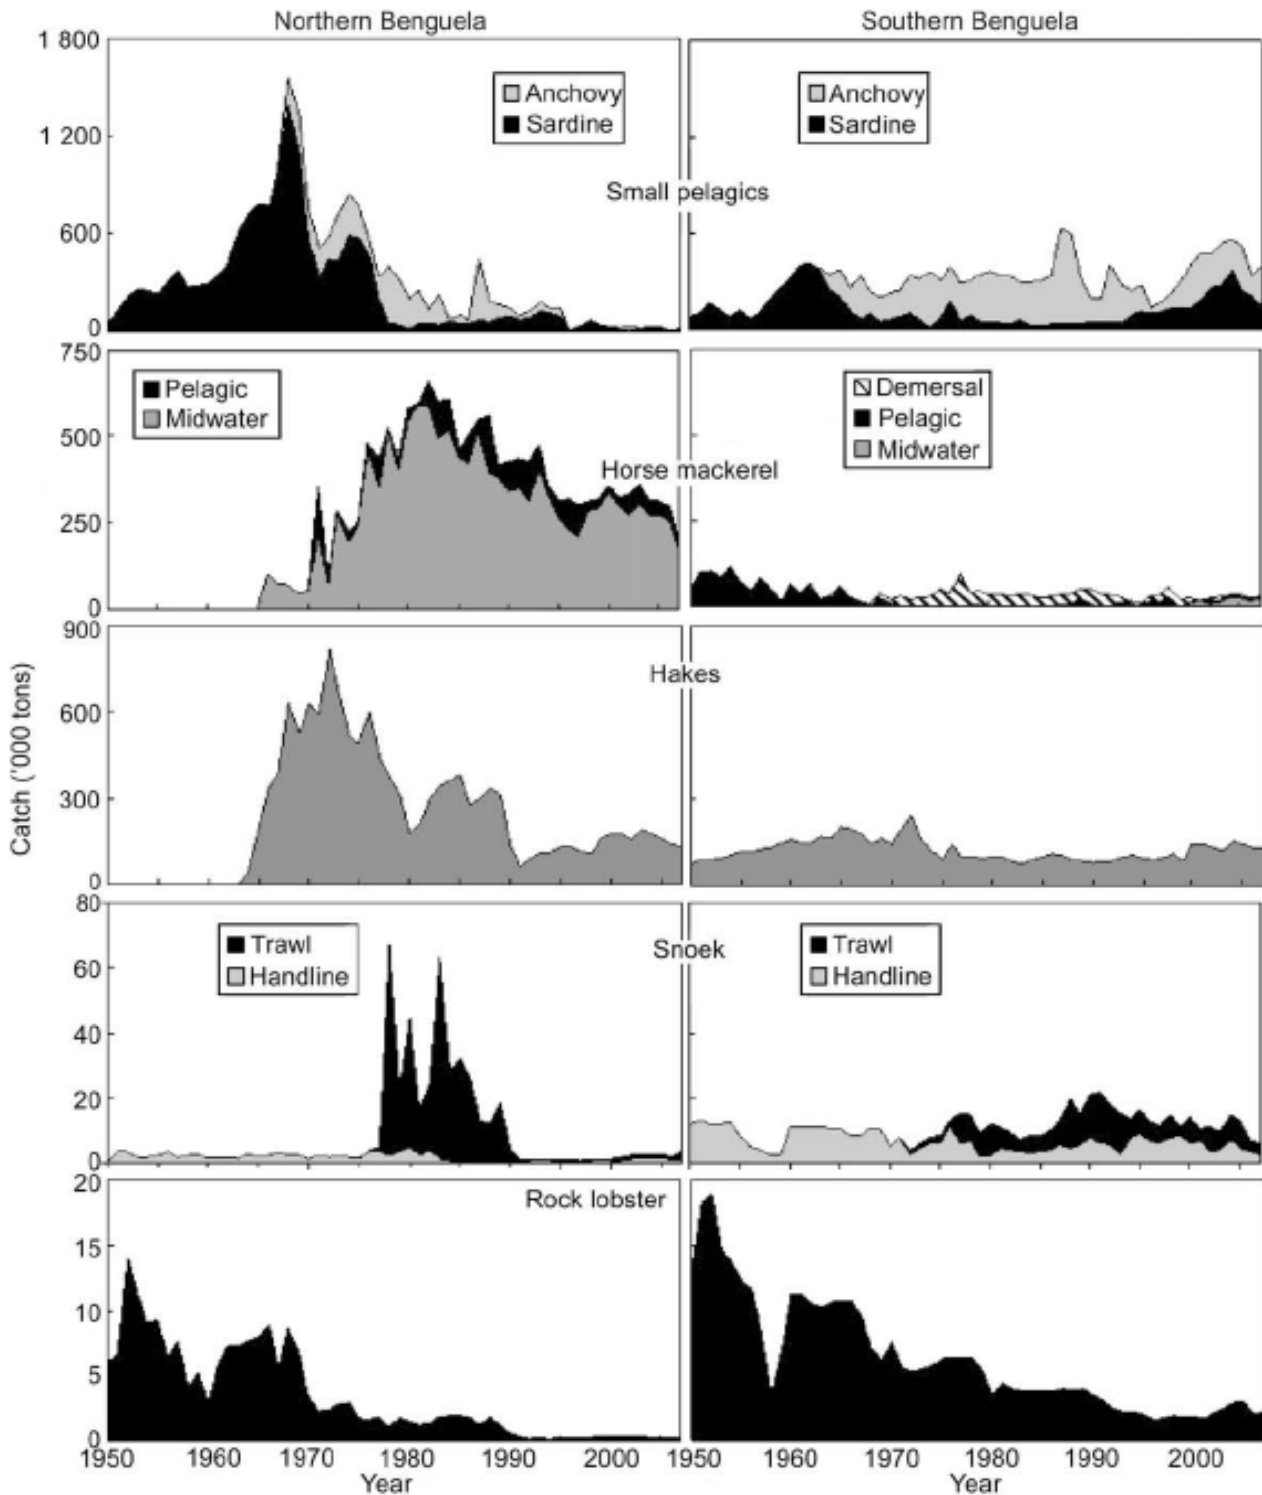 Northern Benguela
Southern Benguela
1 800
1 200
600
0
Anchovy
Sardine
Anchovy
Sardine
Small pelagics
750
500
250
0
Pelagic
Midwater
Demersal
Pelagic
Midwater
Horse mackerel
900
600
300
0
Hakes
Catch ('000 tons)
80
60
40
20
0
Trawl
Handline
Trawl
Handline
Snoek
20
15
10
5
0
Rock lobster
1950 1960 1970 1980 1990 2000
1950 1960 1970 1980 1990 2000
Year
Year